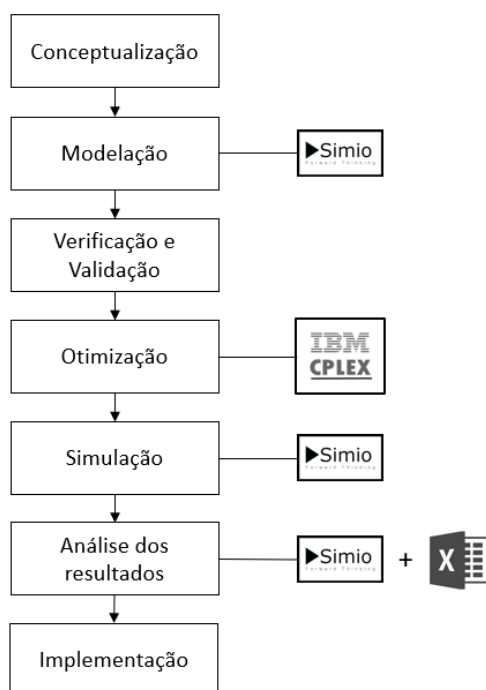 Conceptualização
Modelação
Simio
Forward Thinking
Verificação e
Validação
Otimização
IBM
CPLEX
Simulação
Simio
Forward Thinking
Análise dos
resultados
Simio
Forward Thinking
+
X
Implementação